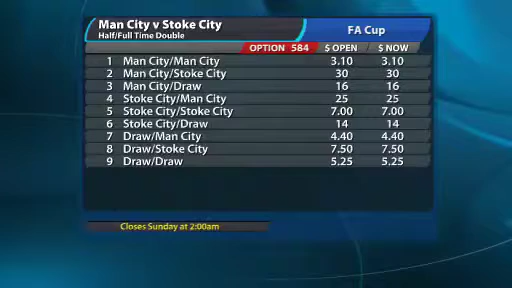 Man City v Stoke City
Half/Full Time Double
FA Cup
OPTION 584 $ OPEN $ NOW
1 Man City/Man City 3.10 3.10
2 Man City/Stoke City 30 30
3 Man City/Draw 16 16
4 Stoke City/Man City 25 25
5 Stoke City/Stoke City 7.00 7.00
6 Stoke City/Draw 14 14
7 Draw/Man City 4.40 4.40
8 Draw/Stoke City 7.50 7.50
9 Draw/Draw 5.25 5.25
Closes Sunday at 2:00am